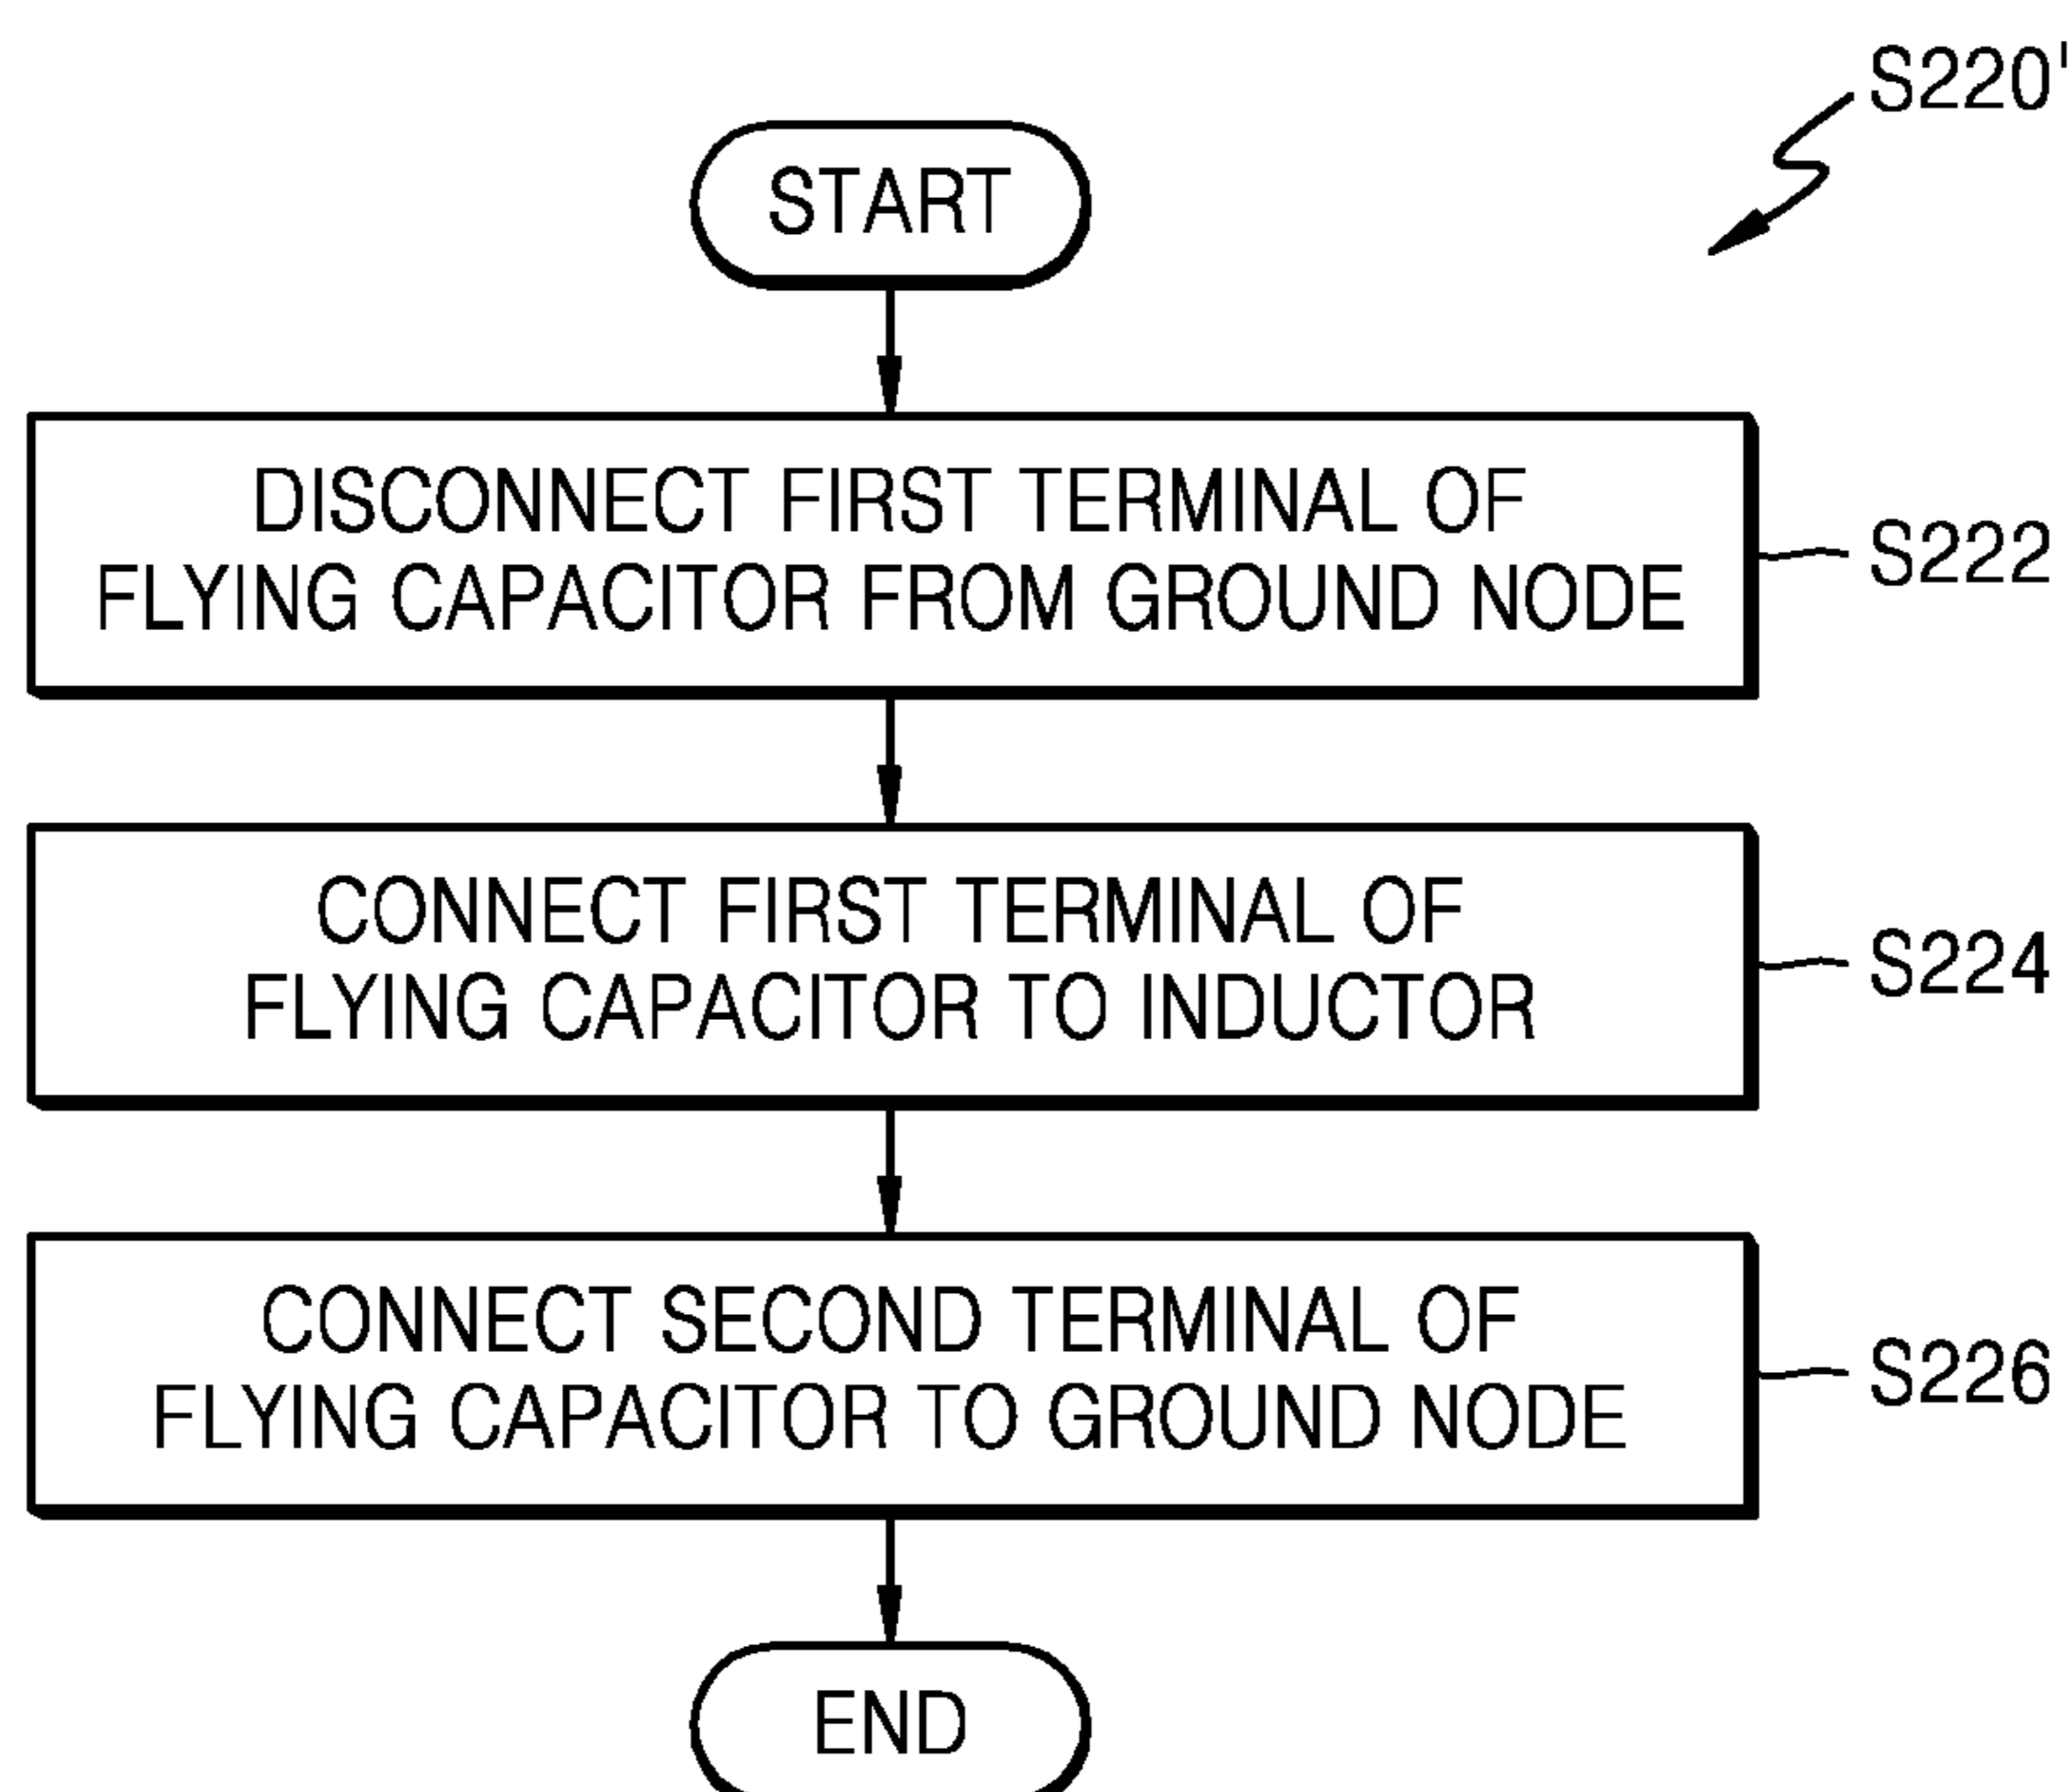 S220'
START
DISCONNECT FIRST TERMINAL OF
FLYING CAPACITOR FROM GROUND NODE
S222
CONNECT FIRST TERMINAL OF
FLYING CAPACITOR TO INDUCTOR
S224
CONNECT SECOND TERMINAL OF
FLYING CAPACITOR TO GROUND NODE
S226
END